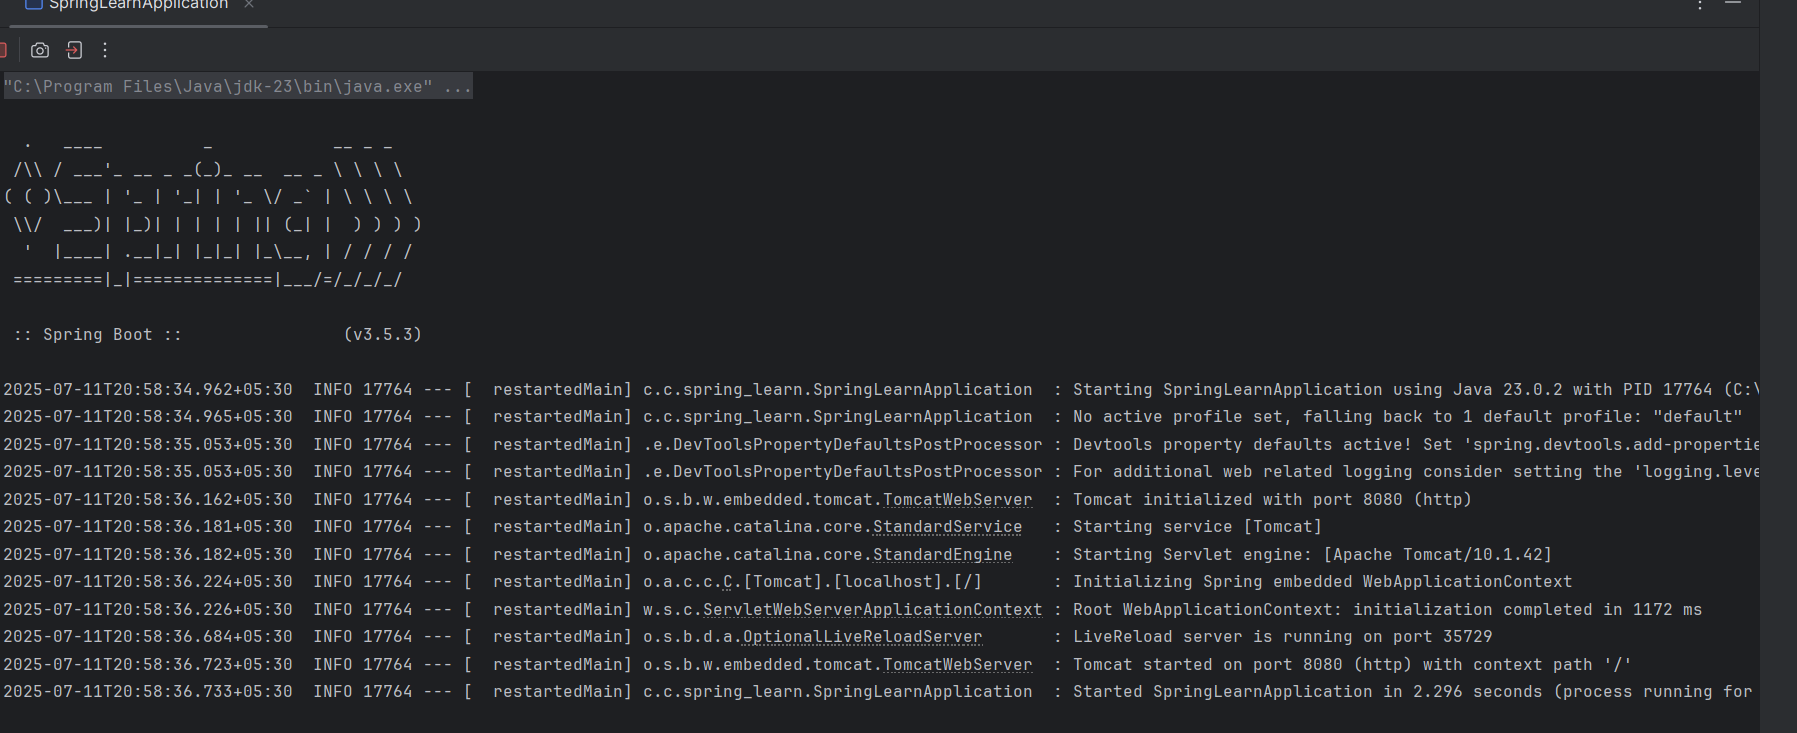 SpringLearnApplication
"C:\Program Files\Java\jdk-23\bin\java.exe" ...
  .   ____          _            __ _ _
 /\\ / ___'_ __ _ _(_)_ __  __ _ \ \ \ \
( ( )\___ | '_ | '_| | '_ \/ _` | \ \ \ \
 \\/  ___)| |_)| | | | | || (_| |  ) ) ) )
  '  |____| .__|_| |_|_| |_\__, | / / / /
 =========|_|==============|___/=/_/_/_/
 :: Spring Boot ::                (v3.5.3)
2025-07-11T20:58:34.962+05:30  INFO 17764 --- [  restartedMain] c.c.spring_learn.SpringLearnApplication  : Starting SpringLearnApplication using Java 23.0.2 with PID 17764 (C:\
2025-07-11T20:58:34.965+05:30  INFO 17764 --- [  restartedMain] c.c.spring_learn.SpringLearnApplication  : No active profile set, falling back to 1 default profile: "default"
2025-07-11T20:58:35.053+05:30  INFO 17764 --- [  restartedMain] .e.DevToolsPropertyDefaultsPostProcessor : Devtools property defaults active! Set 'spring.devtools.add-propertie
2025-07-11T20:58:35.053+05:30  INFO 17764 --- [  restartedMain] .e.DevToolsPropertyDefaultsPostProcessor : For additional web related logging consider setting the 'logging.leve
2025-07-11T20:58:36.162+05:30  INFO 17764 --- [  restartedMain] o.s.b.w.embedded.tomcat.TomcatWebServer  : Tomcat initialized with port 8080 (http)
2025-07-11T20:58:36.181+05:30  INFO 17764 --- [  restartedMain] o.apache.catalina.core.StandardService   : Starting service [Tomcat]
2025-07-11T20:58:36.182+05:30  INFO 17764 --- [  restartedMain] o.apache.catalina.core.StandardEngine    : Starting Servlet engine: [Apache Tomcat/10.1.42]
2025-07-11T20:58:36.224+05:30  INFO 17764 --- [  restartedMain] o.a.c.c.C.[Tomcat].[localhost].[/]       : Initializing Spring embedded WebApplicationContext
2025-07-11T20:58:36.226+05:30  INFO 17764 --- [  restartedMain] w.s.c.ServletWebServerApplicationContext : Root WebApplicationContext: initialization completed in 1172 ms
2025-07-11T20:58:36.684+05:30  INFO 17764 --- [  restartedMain] o.s.b.d.a.OptionalLiveReloadServer       : LiveReload server is running on port 35729
2025-07-11T20:58:36.723+05:30  INFO 17764 --- [  restartedMain] o.s.b.w.embedded.tomcat.TomcatWebServer  : Tomcat started on port 8080 (http) with context path '/'
2025-07-11T20:58:36.733+05:30  INFO 17764 --- [  restartedMain] c.c.spring_learn.SpringLearnApplication  : Started SpringLearnApplication in 2.296 seconds (process running for